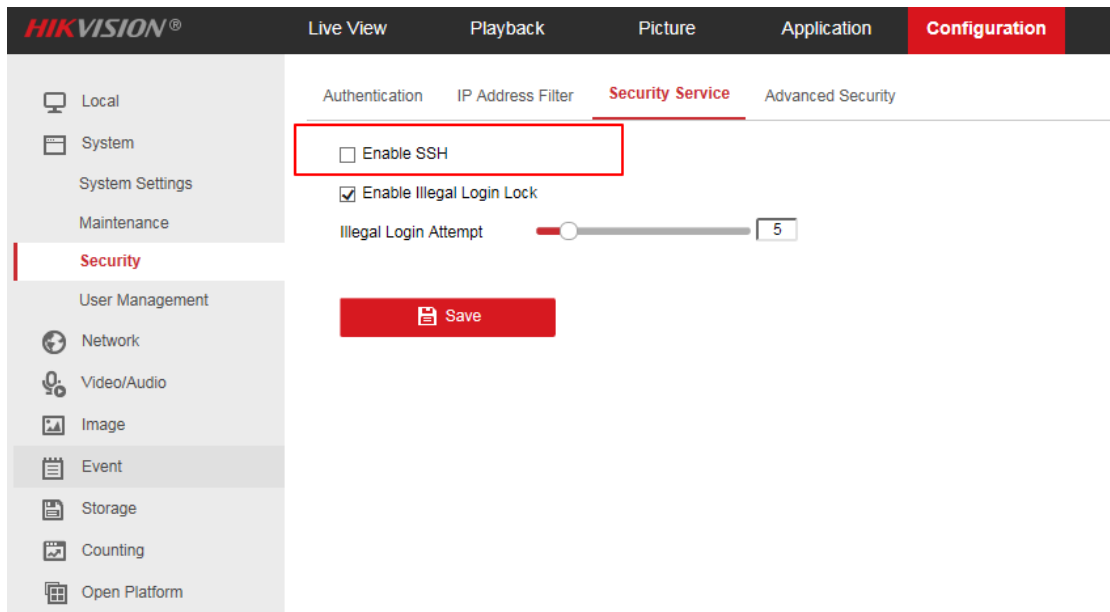 HIKVISION® Live View Playback Picture Application Configuration
Local
System
System Settings
Maintenance
Security
User Management
Network
Video/Audio
Image
Event
Storage
Counting
Open Platform
Authentication IP Address Filter Security Service Advanced Security
Enable SSH
Enable Illegal Login Lock
Illegal Login Attempt 5
Save